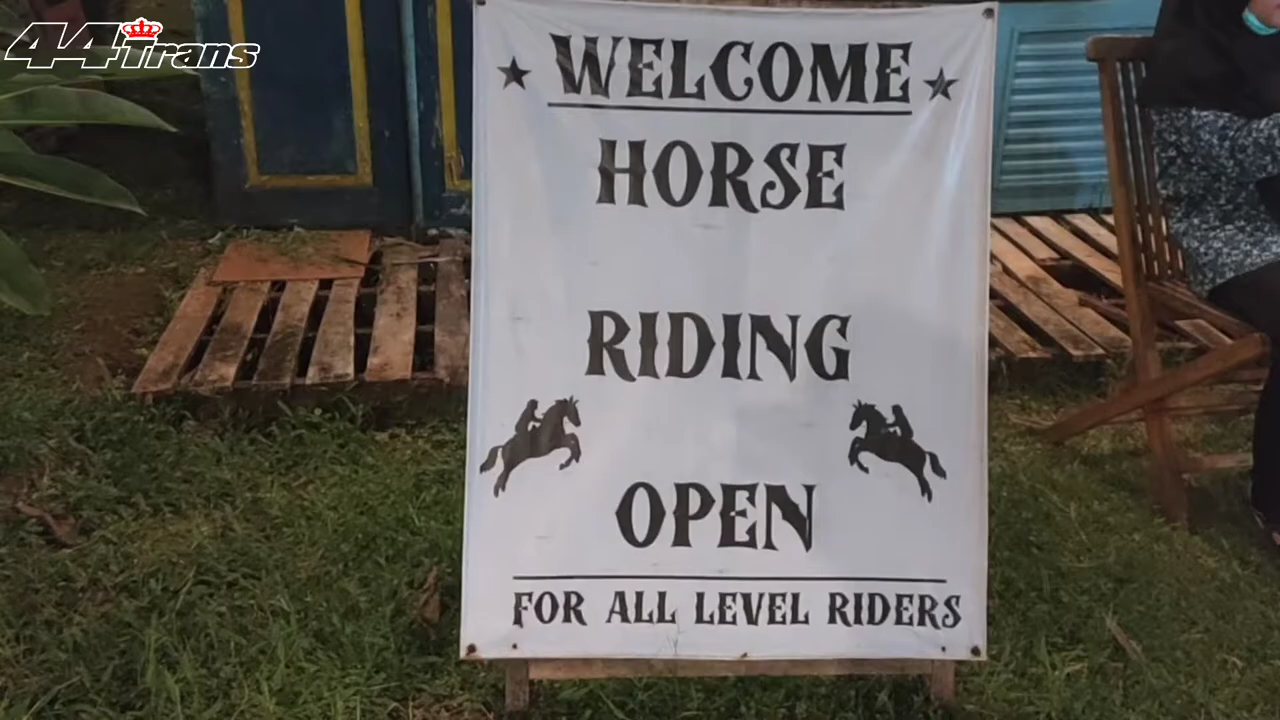 44Trans
WELCOME
HORSE
RIDING
OPEN
FOR ALL LEVEL RIDERS